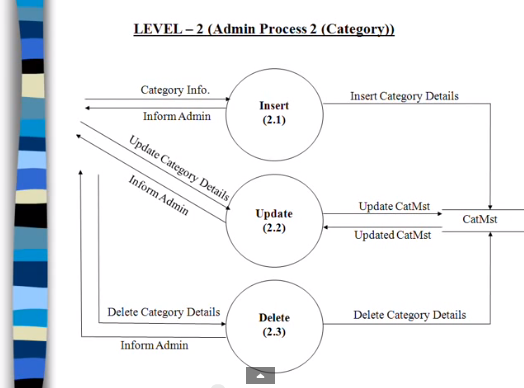 LEVEL – 2 (Admin Process 2 (Category))
Category Info.
Inform Admin
Insert
(2.1)
Insert Category Details
Update Category Details
Inform Admin
Update
(2.2)
Update CatMst
Updated CatMst
CatMst
Delete Category Details
Inform Admin
Delete
(2.3)
Delete Category Details